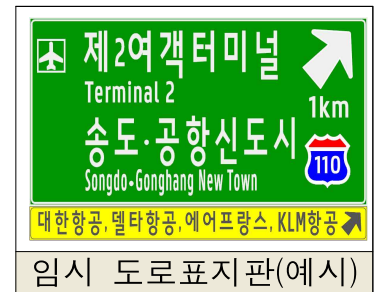 제2여객터미널
Terminal 2
1km
송도·공항신도시
Songdo•Gonghang New Town
110
대한항공,델타항공,에어프랑스, KLM항공
임시 도로표지판(예시)